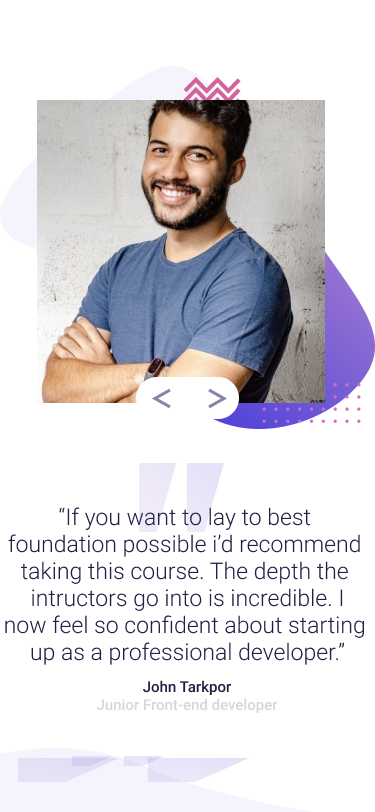 “If you want to lay to best
foundation possible i’d recommend
taking this course. The depth the
intructors go into is incredible. I
now feel so confident about starting
up as a professional developer.”
John Tarkpor
Junior Front-end developer